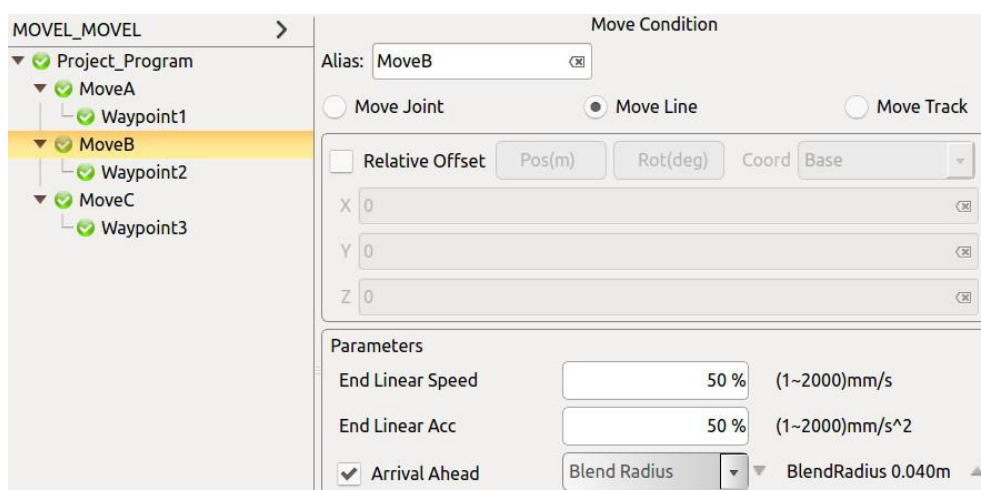 MOVEL_MOVEL
Project_Program
MoveA
Waypoint1
MoveB
Waypoint2
MoveC
Waypoint3
Move Condition
Alias: MoveB
Move Joint Move Line Move Track
Relative Offset Pos(m) Rot(deg) Coord Base
X 0
Y 0
Z 0
Parameters
End Linear Speed 50 % (1~2000)mm/s
End Linear Acc 50 % (1~2000)mm/s^2
Arrival Ahead Blend Radius BlendRadius 0.040m